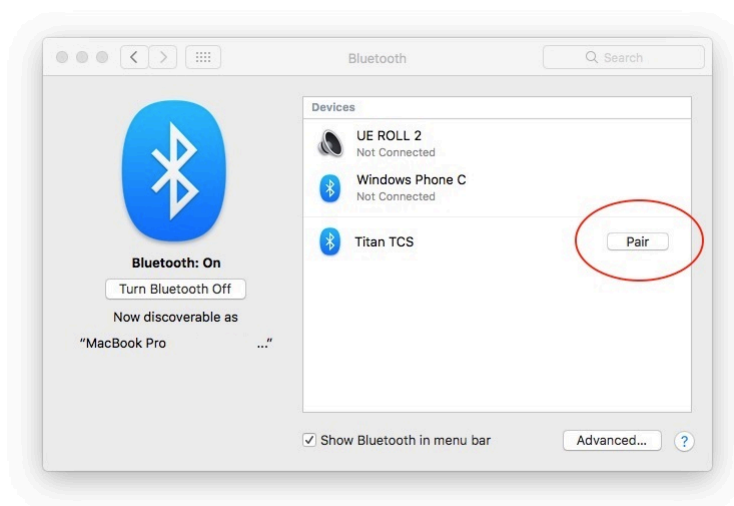 Bluetooth
Search
Devices
UE ROLL 2
Not Connected
Windows Phone C
Not Connected
Titan TCS
Pair
Bluetooth: On
Turn Bluetooth Off
Now discoverable as
“MacBook Pro ...”
Show Bluetooth in menu bar
Advanced...
?